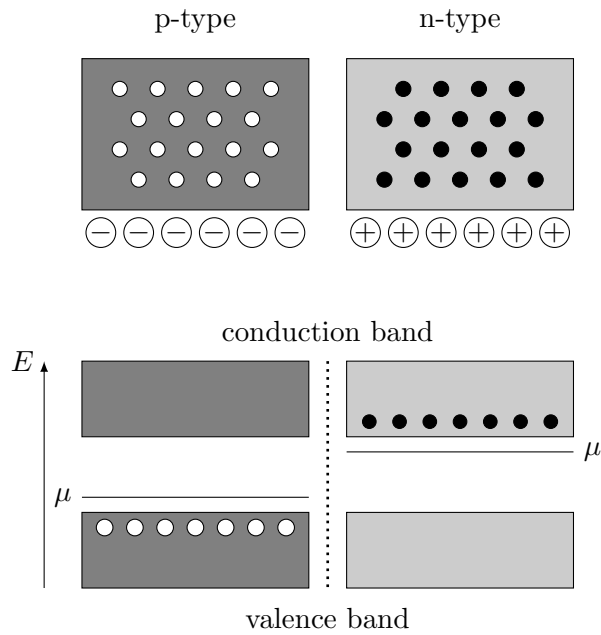 p-type
n-type
− − − − − −
+ + + + + +
conduction band
E
μ
μ
valence band